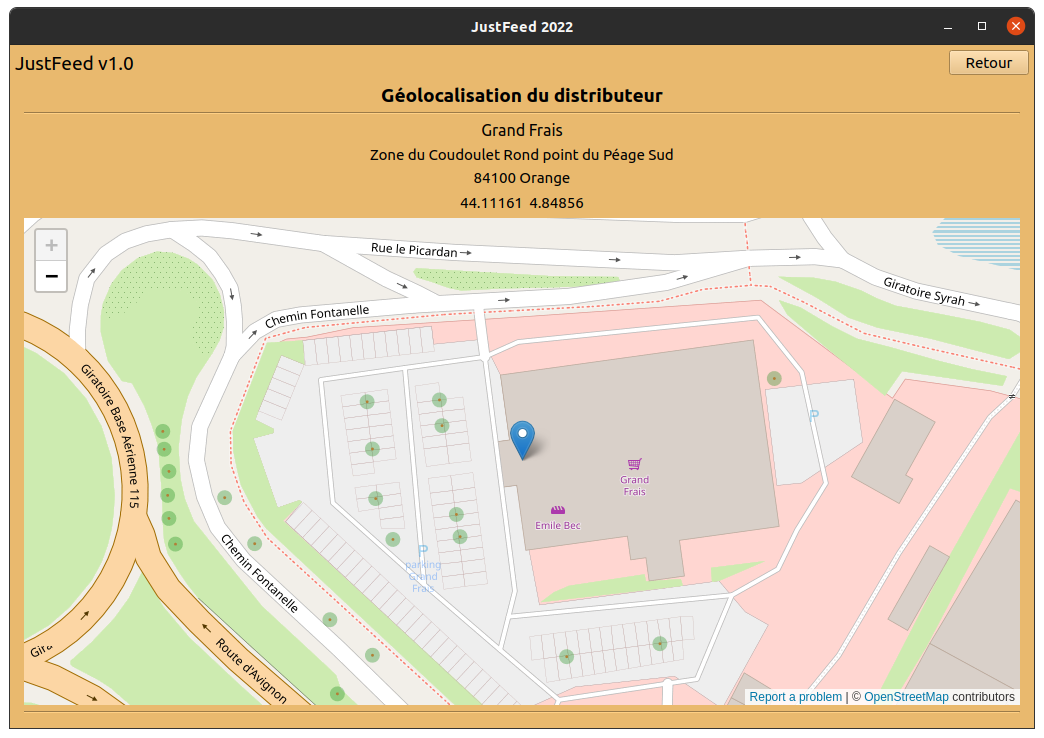 JustFeed 2022
JustFeed v1.0
Retour
Géolocalisation du distributeur
Grand Frais
Zone du Coudoulet Rond point du Péage Sud
84100 Orange
44.11161 4.84856
+
−
Rue le Picardan
Giratoire Syrah
Chemin Fontanelle
Giratoire Base Aérienne 115
P
Grand
Frais
Emile Bec
P
parking
Grand
Frais
Chemin Fontanelle
Route d'Avignon
Gira
Report a problem | © OpenStreetMap contributors